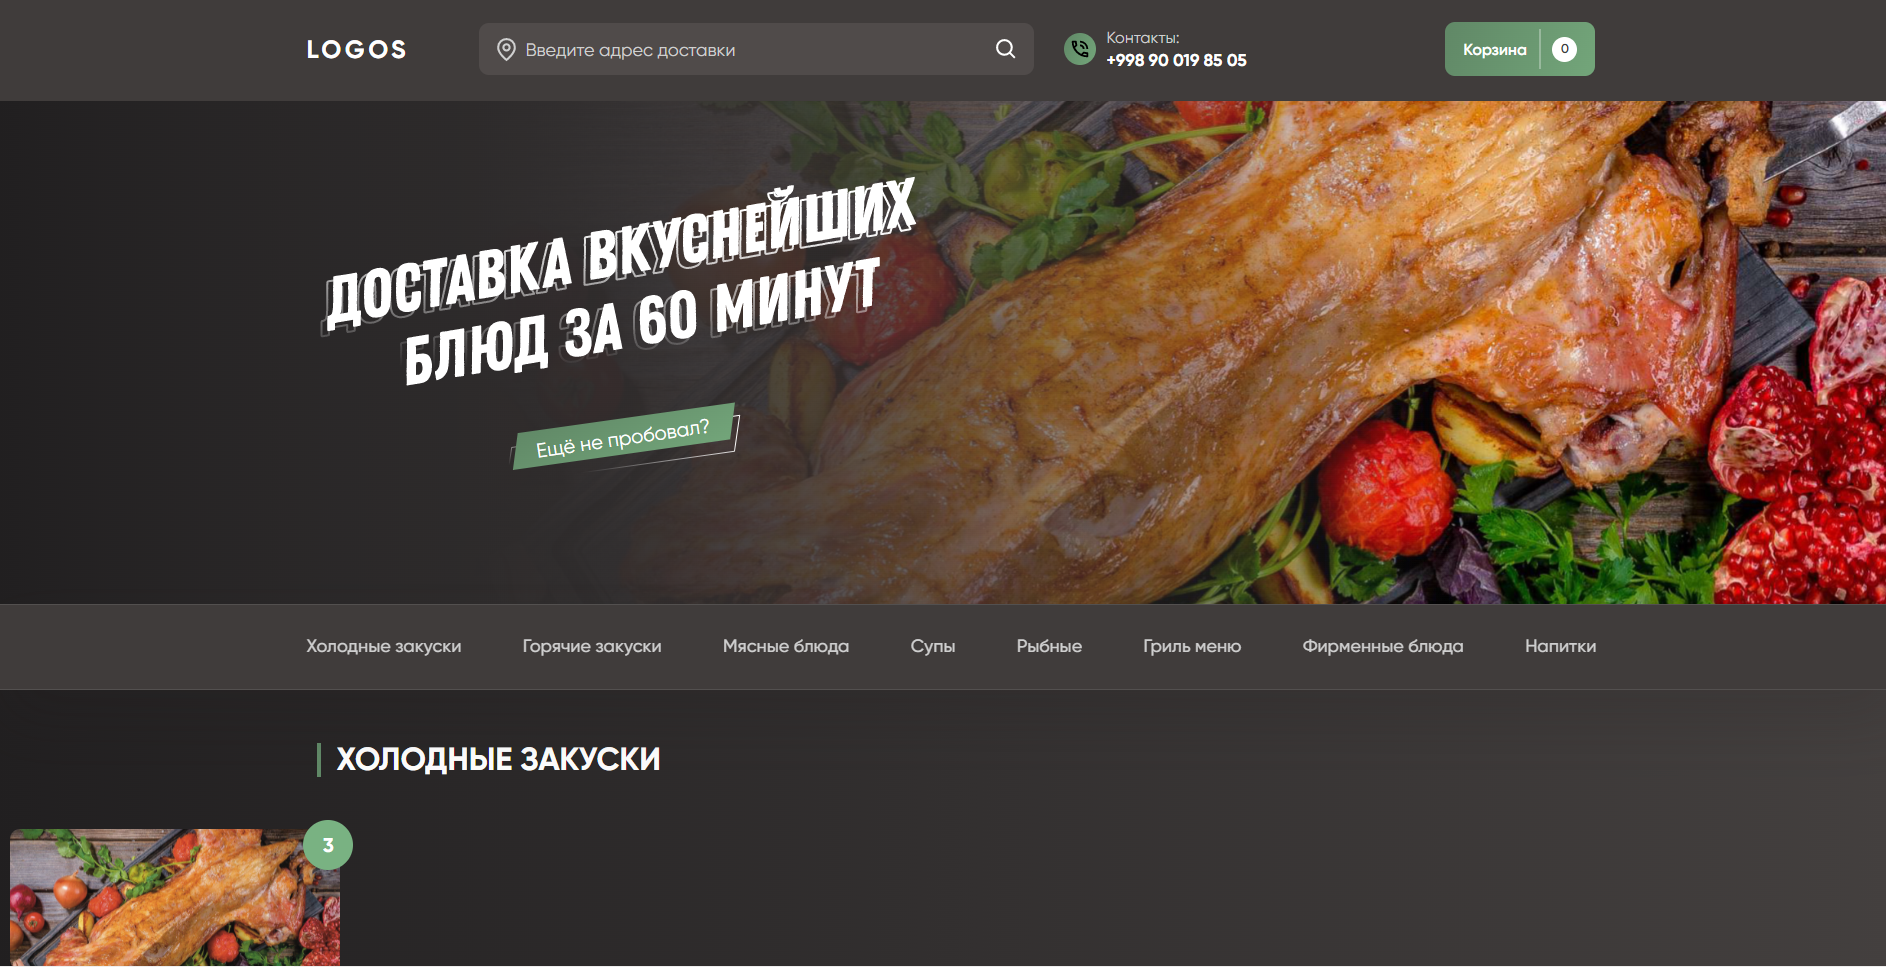 LOGOS
Введите адрес доставки
Контакты:
+998 90 019 85 05
Корзина
0
ДОСТАВКА ВКУСНЕЙШИХ
БЛЮД ЗА 60 МИНУТ
Ещё не пробовал?
Холодные закуски
Горячие закуски
Мясные блюда
Супы
Рыбные
Гриль меню
Фирменные блюда
Напитки
ХОЛОДНЫЕ ЗАКУСКИ
3